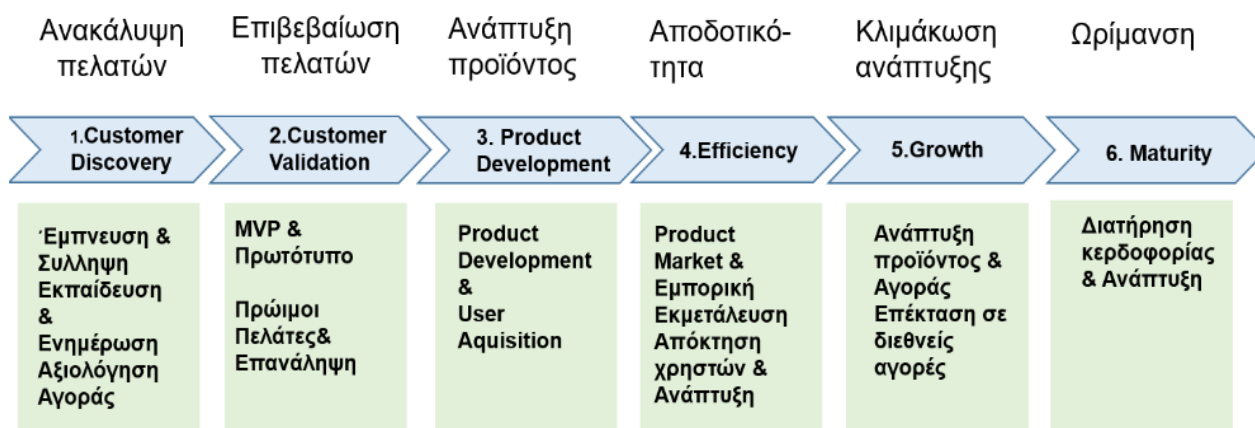 Ανακάλυψη
πελατών
Επιβεβαίωση
πελατών
Ανάπτυξη
προϊόντος
Αποδοτικό-
τητα
Κλιμάκωση
ανάπτυξης
Ωρίμανση
1.Customer
Discovery
2.Customer
Validation
3. Product
Development
4.Efficiency
5.Growth
6. Maturity
Έμπνευση &
Συλληψη
Εκπαίδευση
&
Ενημέρωση
Αξιολόγηση
Αγοράς
MVP &
Πρωτότυπο
Πρώιμοι
Πελάτες&
Επανάληψη
Product
Development
&
User
Aquisition
Product
Market &
Εμπορική
Εκμετάλευση
Απόκτηση
χρηστών &
Ανάπτυξη
Ανάπτυξη
προϊόντος &
Αγοράς
Επέκταση σε
διεθνείς
αγορές
Διατήρηση
κερδοφορίας
& Ανάπτυξη